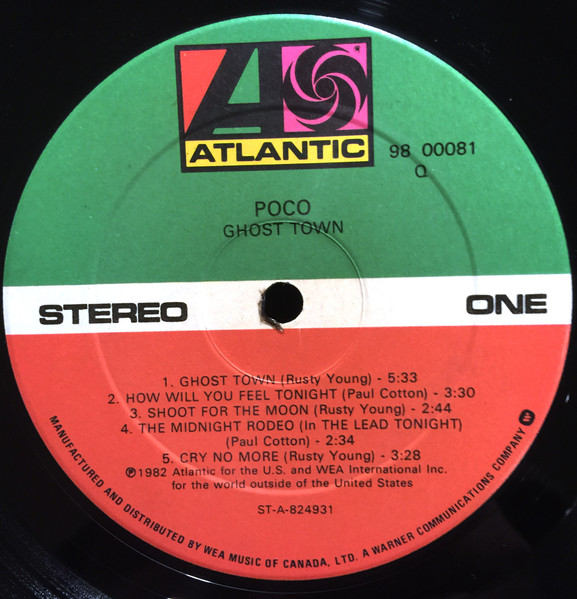 ATLANTIC
98 00081
Q
POCO
GHOST TOWN
STEREO
ONE
1. GHOST TOWN (Rusty Young) - 5:33
2. HOW WILL YOU FEEL TONIGHT (Paul Cotton) - 3:30
3. SHOOT FOR THE MOON (Rusty Young) - 2:44
4. THE MIDNIGHT RODEO (In THE LEAD TONIGHT)
(Paul Cotton) - 2:34
5. CRY NO MORE (Rusty Young) - 3:28
℗1982 Atlantic for the U.S. and WEA International Inc.
for the world outside of the United States
ST-A-824931
MANUFACTURED AND DISTRIBUTED BY WEA MUSIC OF CANADA, LTD. A WARNER COMMUNICATIONS COMPANY